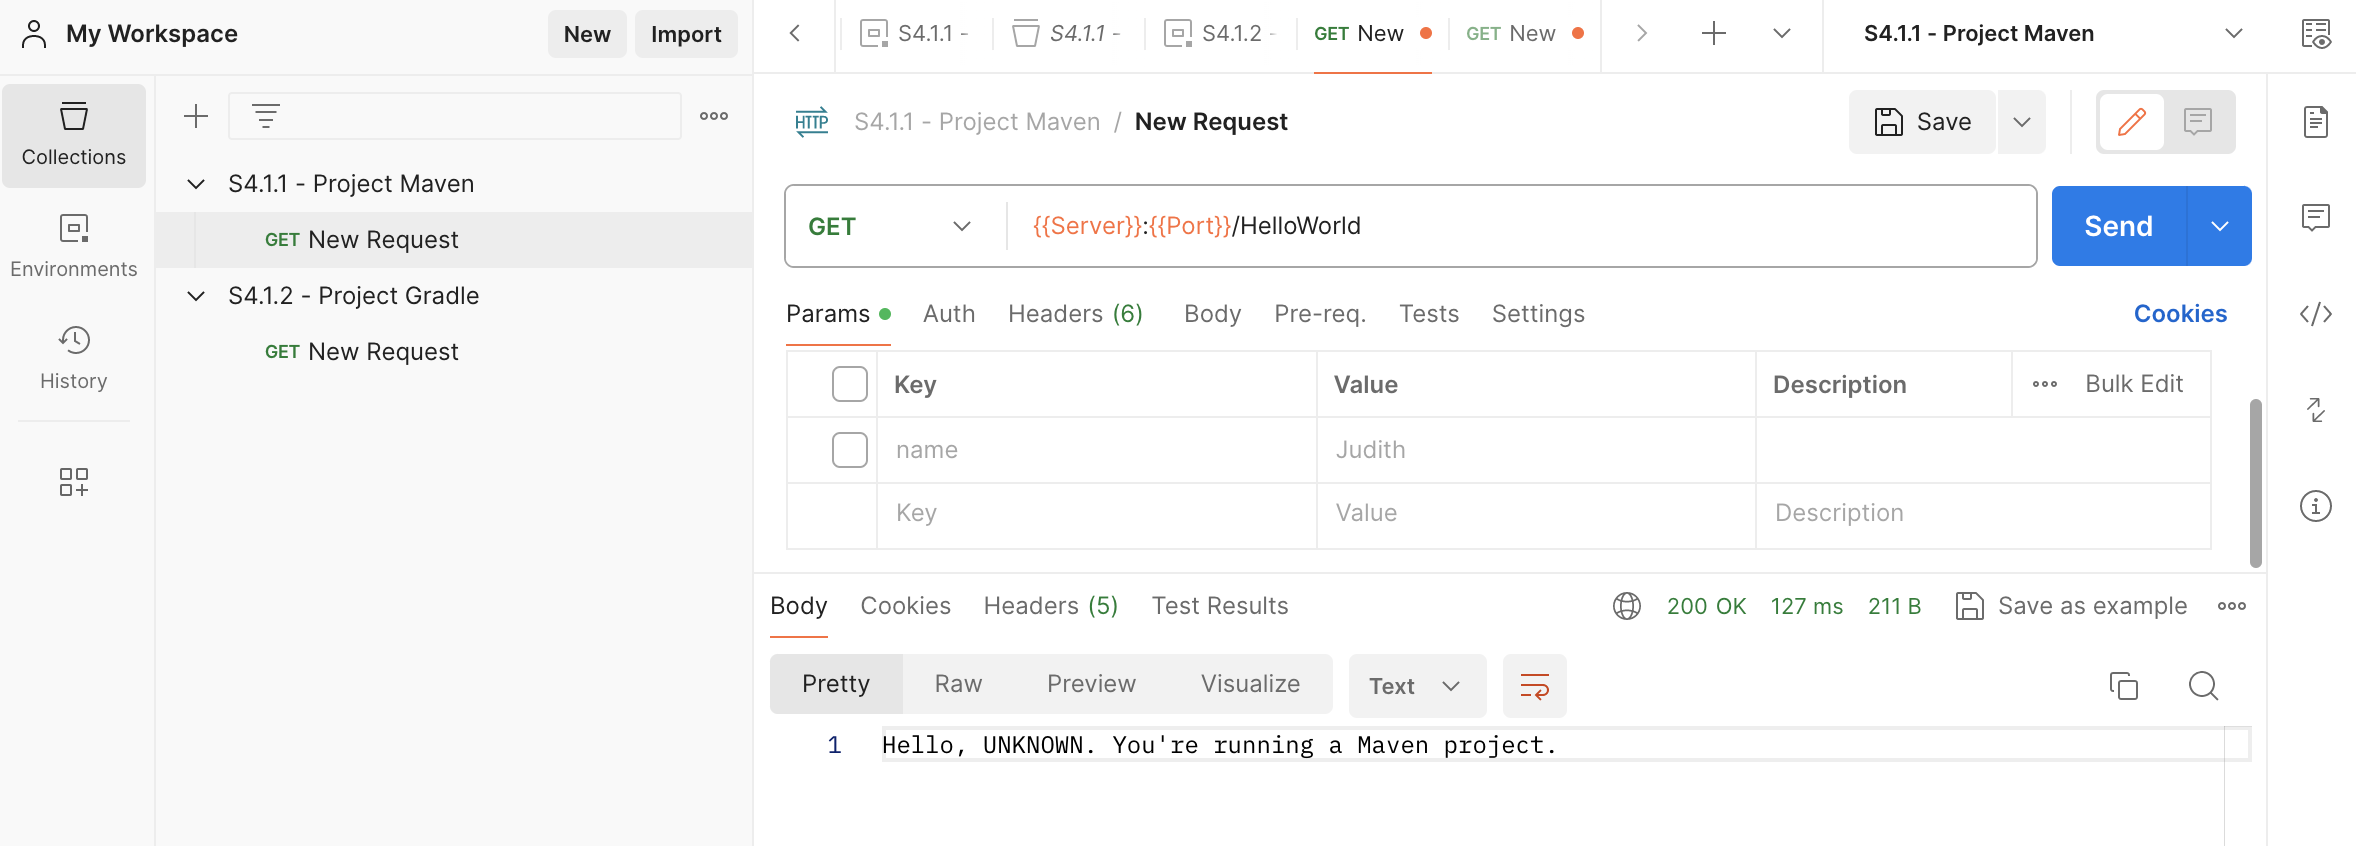 My Workspace
New
Import
S4.1.1 -
S4.1.1 -
S4.1.2 -
GET New
GET New
S4.1.1 - Project Maven
Collections
Environments
History
S4.1.1 - Project Maven
GET New Request
S4.1.2 - Project Gradle
GET New Request
HTTP
S4.1.1 - Project Maven / New Request
Save
GET
{{Server}}:{{Port}}/HelloWorld
Send
Params
Auth
Headers (6)
Body
Pre-req.
Tests
Settings
Cookies
Key
Value
Description
Bulk Edit
name
Judith
Key
Value
Description
Body
Cookies
Headers (5)
Test Results
200 OK
127 ms
211 B
Save as example
Pretty
Raw
Preview
Visualize
Text
1 Hello, UNKNOWN. You're running a Maven project.